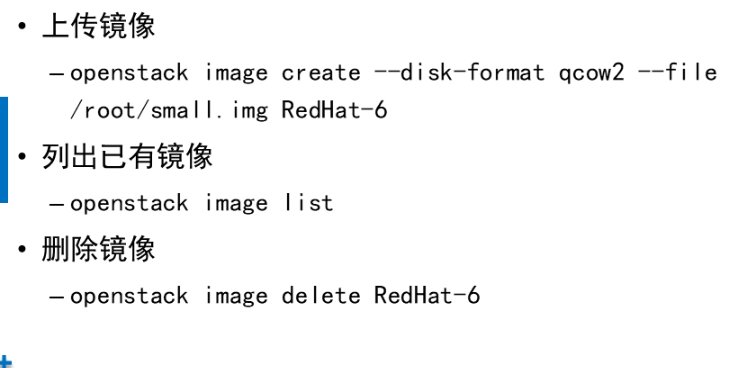 • 上传镜像
– openstack image create --disk-format qcow2 --file
/root/small.img RedHat-6
• 列出已有镜像
– openstack image list
• 删除镜像
– openstack image delete RedHat-6